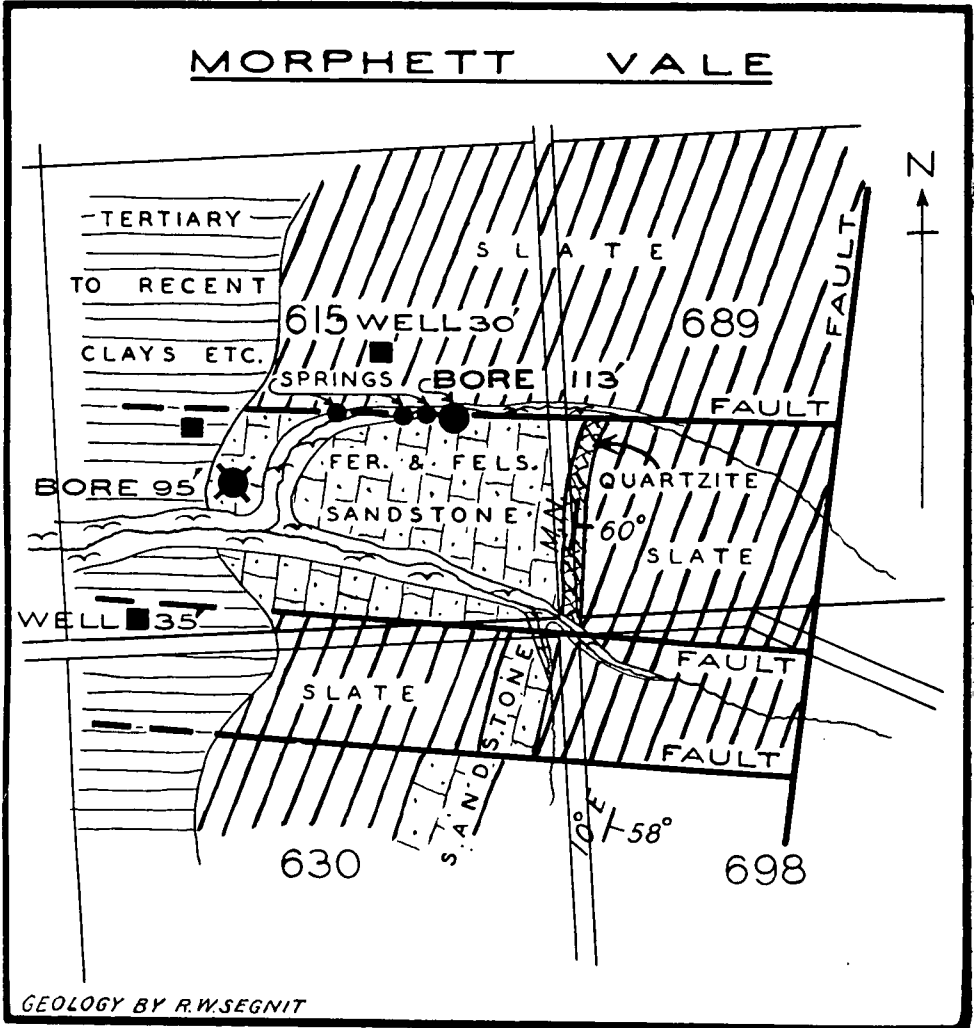 MORPHETT VALE
N
TERTIARY
TO RECENT
CLAYS ETC.
SLATE
615 WELL 30'
689
FAULT
SPRINGS
BORE 113'
FAULT
FER. & FELS.
SANDSTONE
BORE 95'
QUARTZITE
M.N.
60°
SLATE
WELL 35'
FAULT
SLATE
SANDSTONE
FAULT
10° E
58°
630
698
GEOLOGY BY R.W.SEGNIT